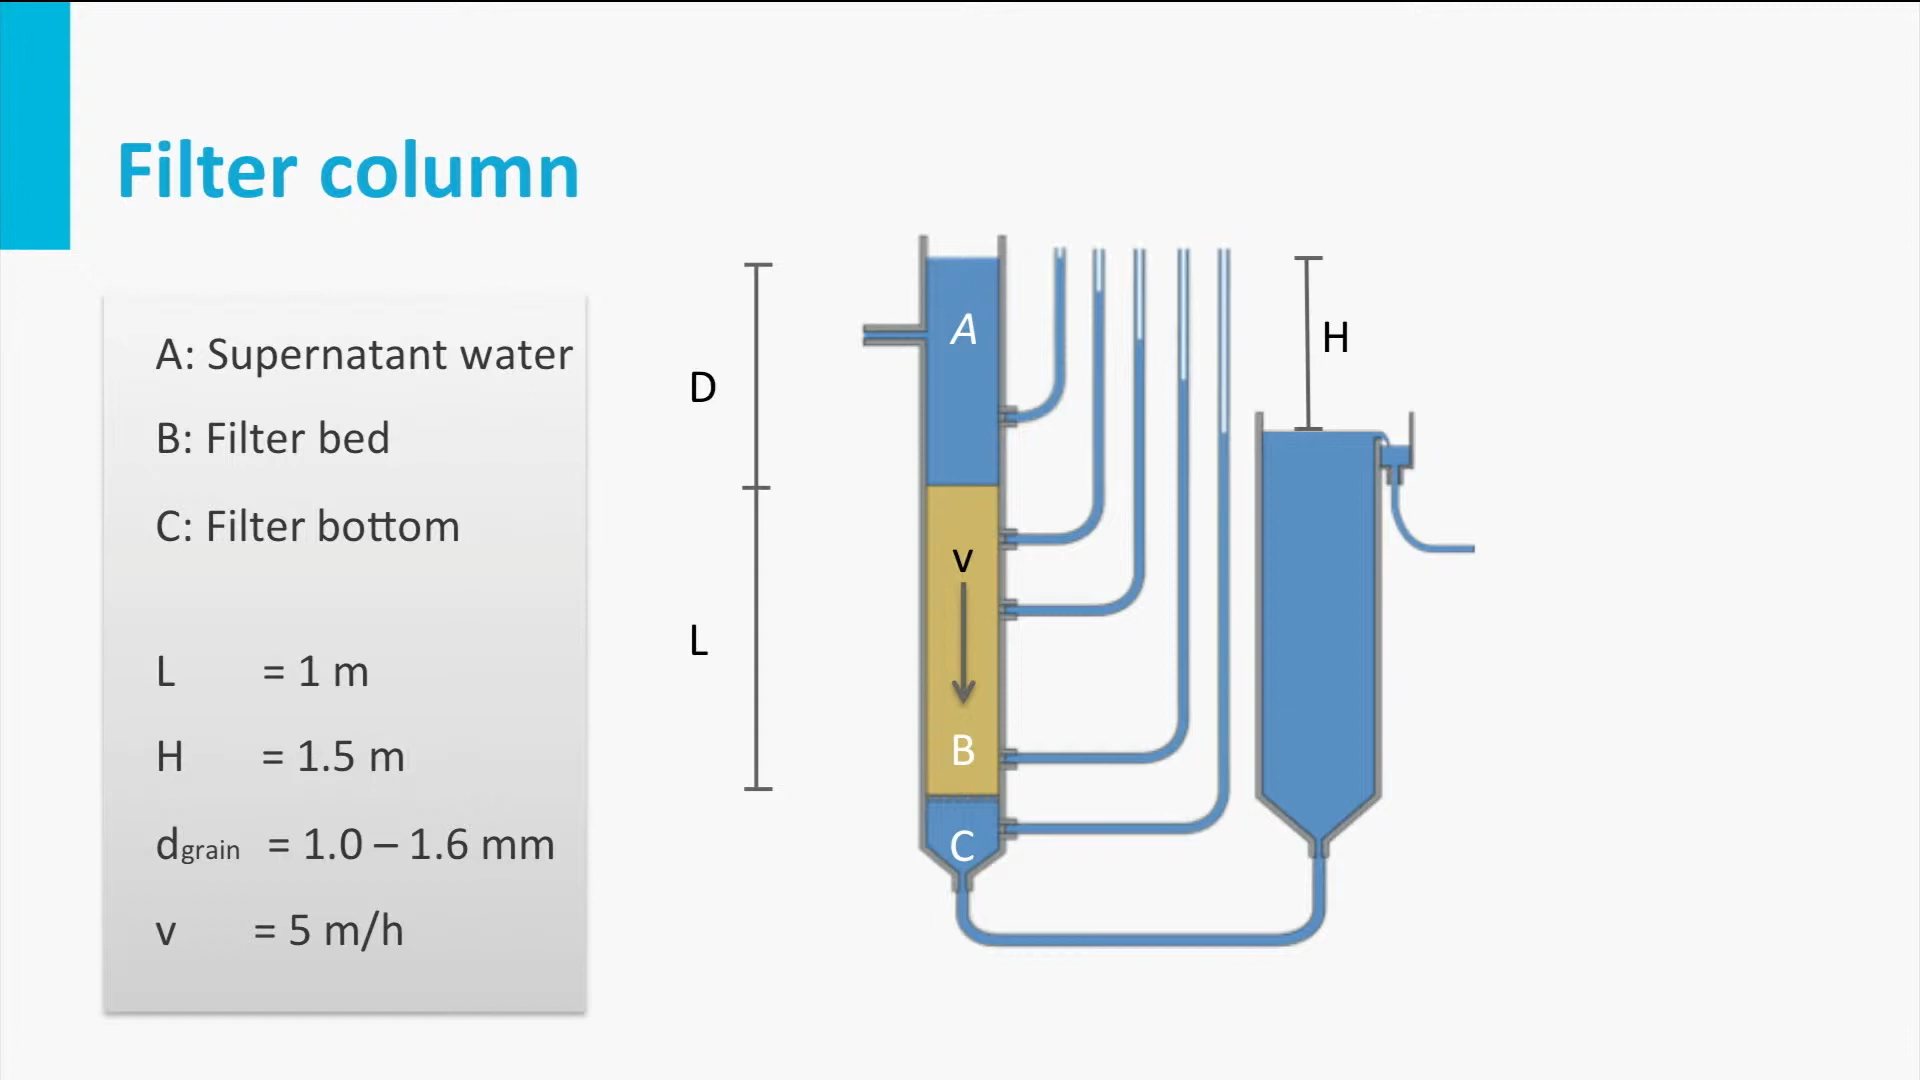 Filter column
A: Supernatant water
B: Filter bed
C: Filter bottom
L = 1 m
H = 1.5 m
dgrain = 1.0 – 1.6 mm
v = 5 m/h
D
L
A
v
B
C
H